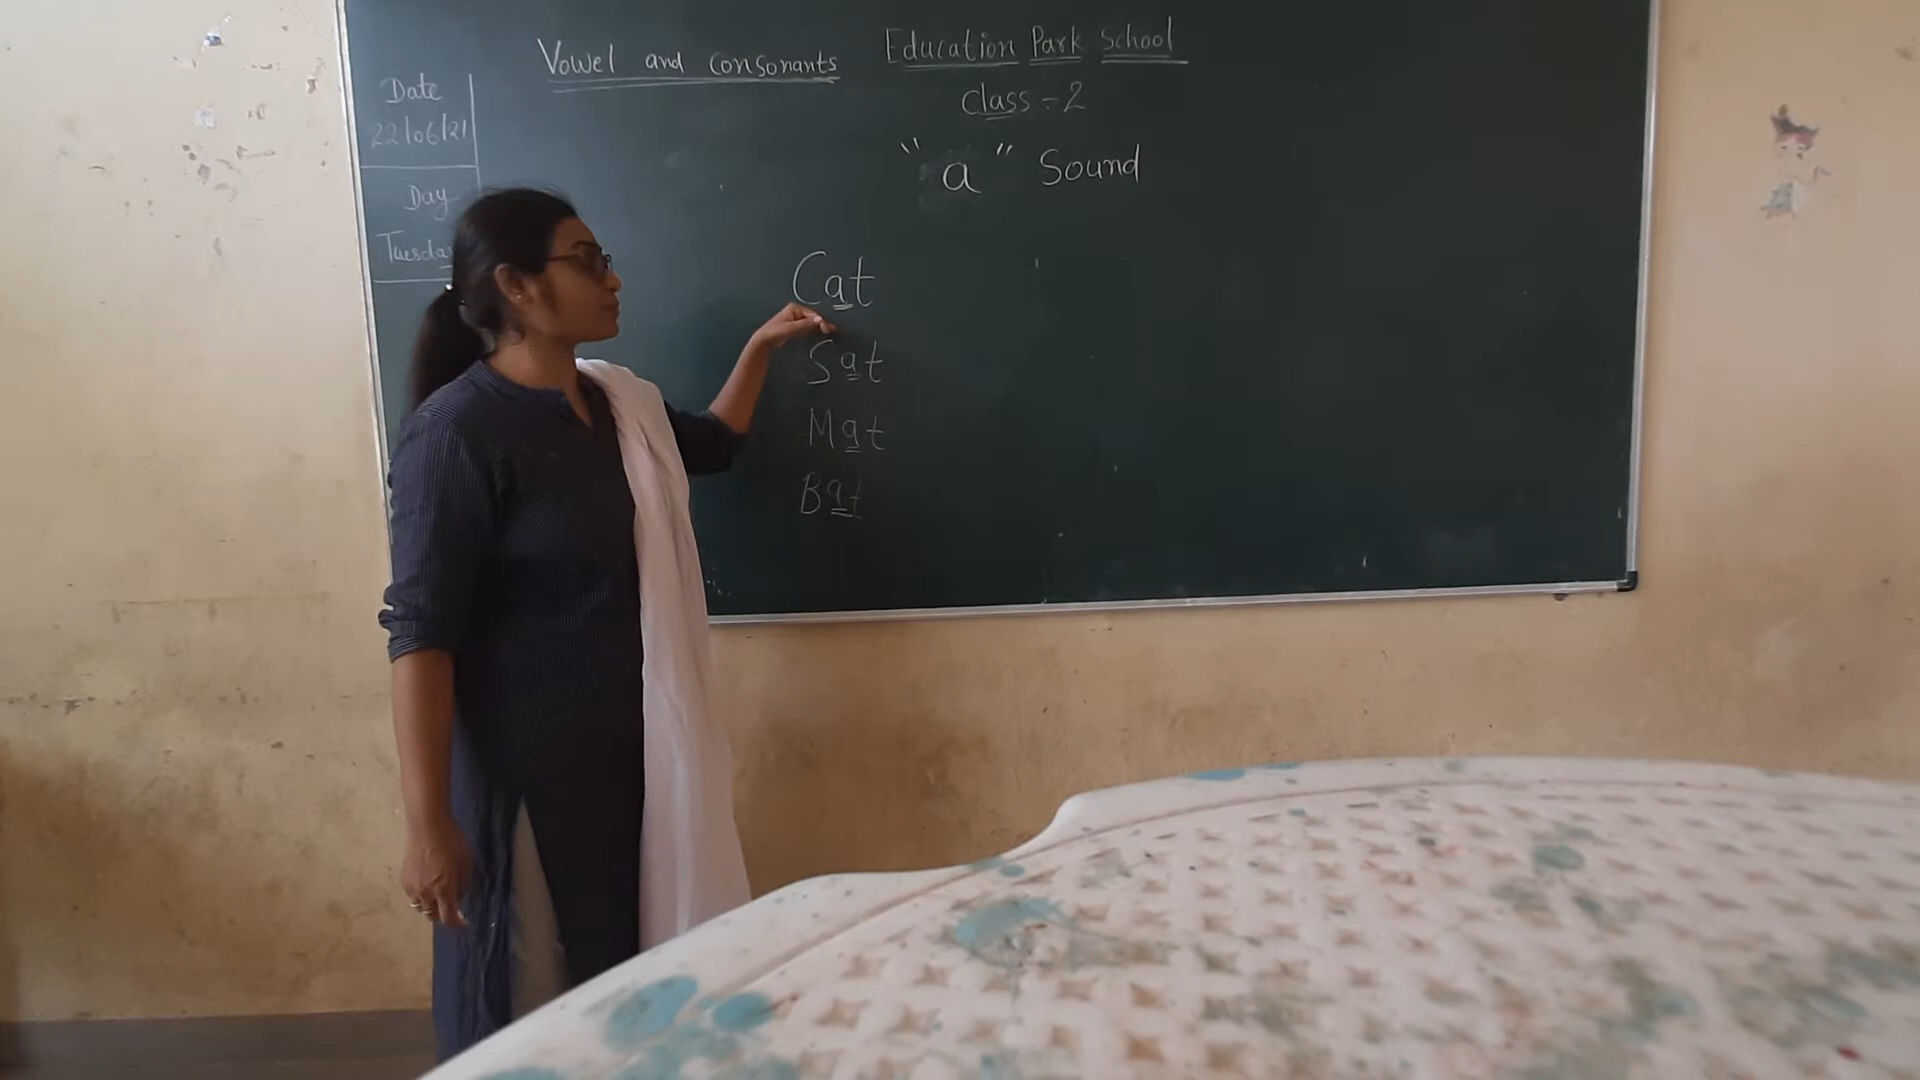 Vowel and consonants
Education Park School
Class - 2
Date
22/06/21
Day
Tuesday
"a" Sound
Cat
Sat
Mat
Bat